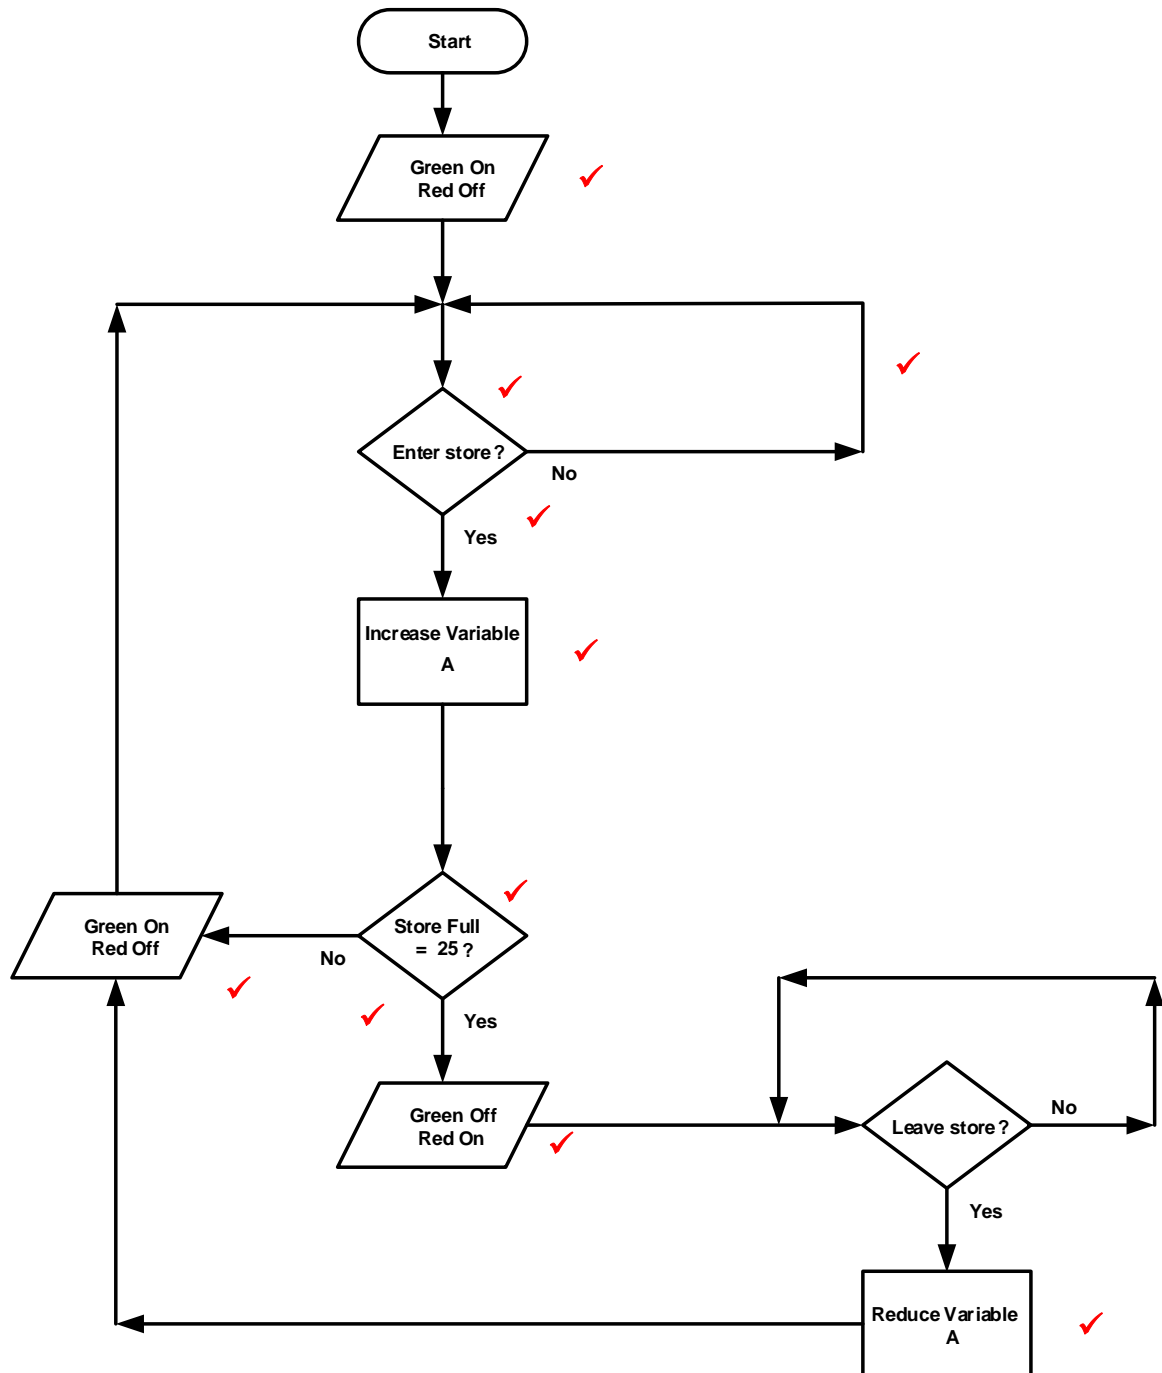 Start
Green On
Red Off
Enter store?
No
Yes
Increase Variable
A
Store Full
= 25?
No
Green On
Red Off
Yes
Green Off
Red On
Leave store?
No
Yes
Reduce Variable
A